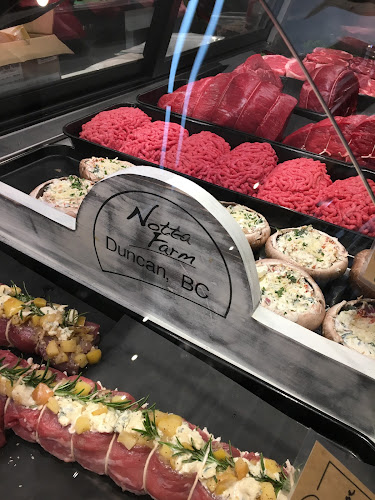 Notta
Farm
Duncan, BC